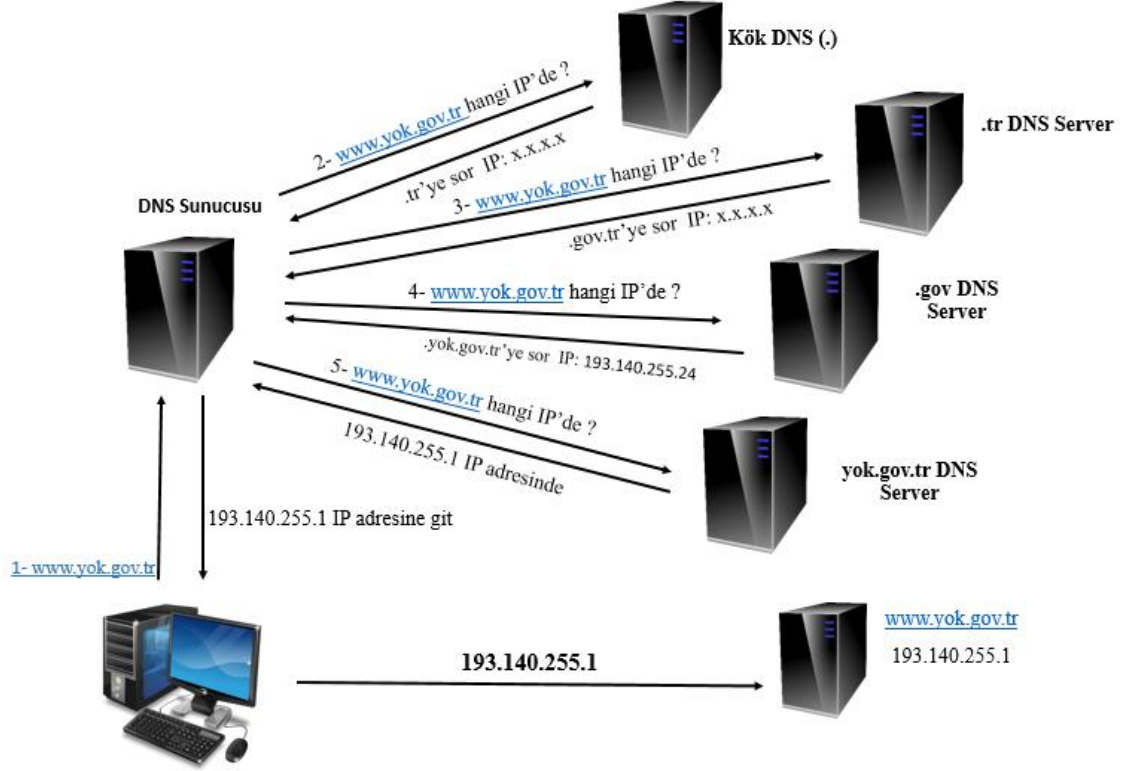 Kök DNS (.)
2- www.yok.gov.tr hangi IP'de ?
.tr'ye sor IP: x.x.x.x
.tr DNS Server
3- www.yok.gov.tr hangi IP'de ?
.gov.tr'ye sor IP: x.x.x.x
DNS Sunucusu
4- www.yok.gov.tr hangi IP'de ?
.yok.gov.tr'ye sor IP: 193.140.255.24
.gov DNS
Server
5- www.yok.gov.tr hangi IP'de ?
193.140.255.1 IP adresinde
yok.gov.tr DNS
Server
193.140.255.1 IP adresine git
1- www.yok.gov.tr
193.140.255.1
www.yok.gov.tr
193.140.255.1